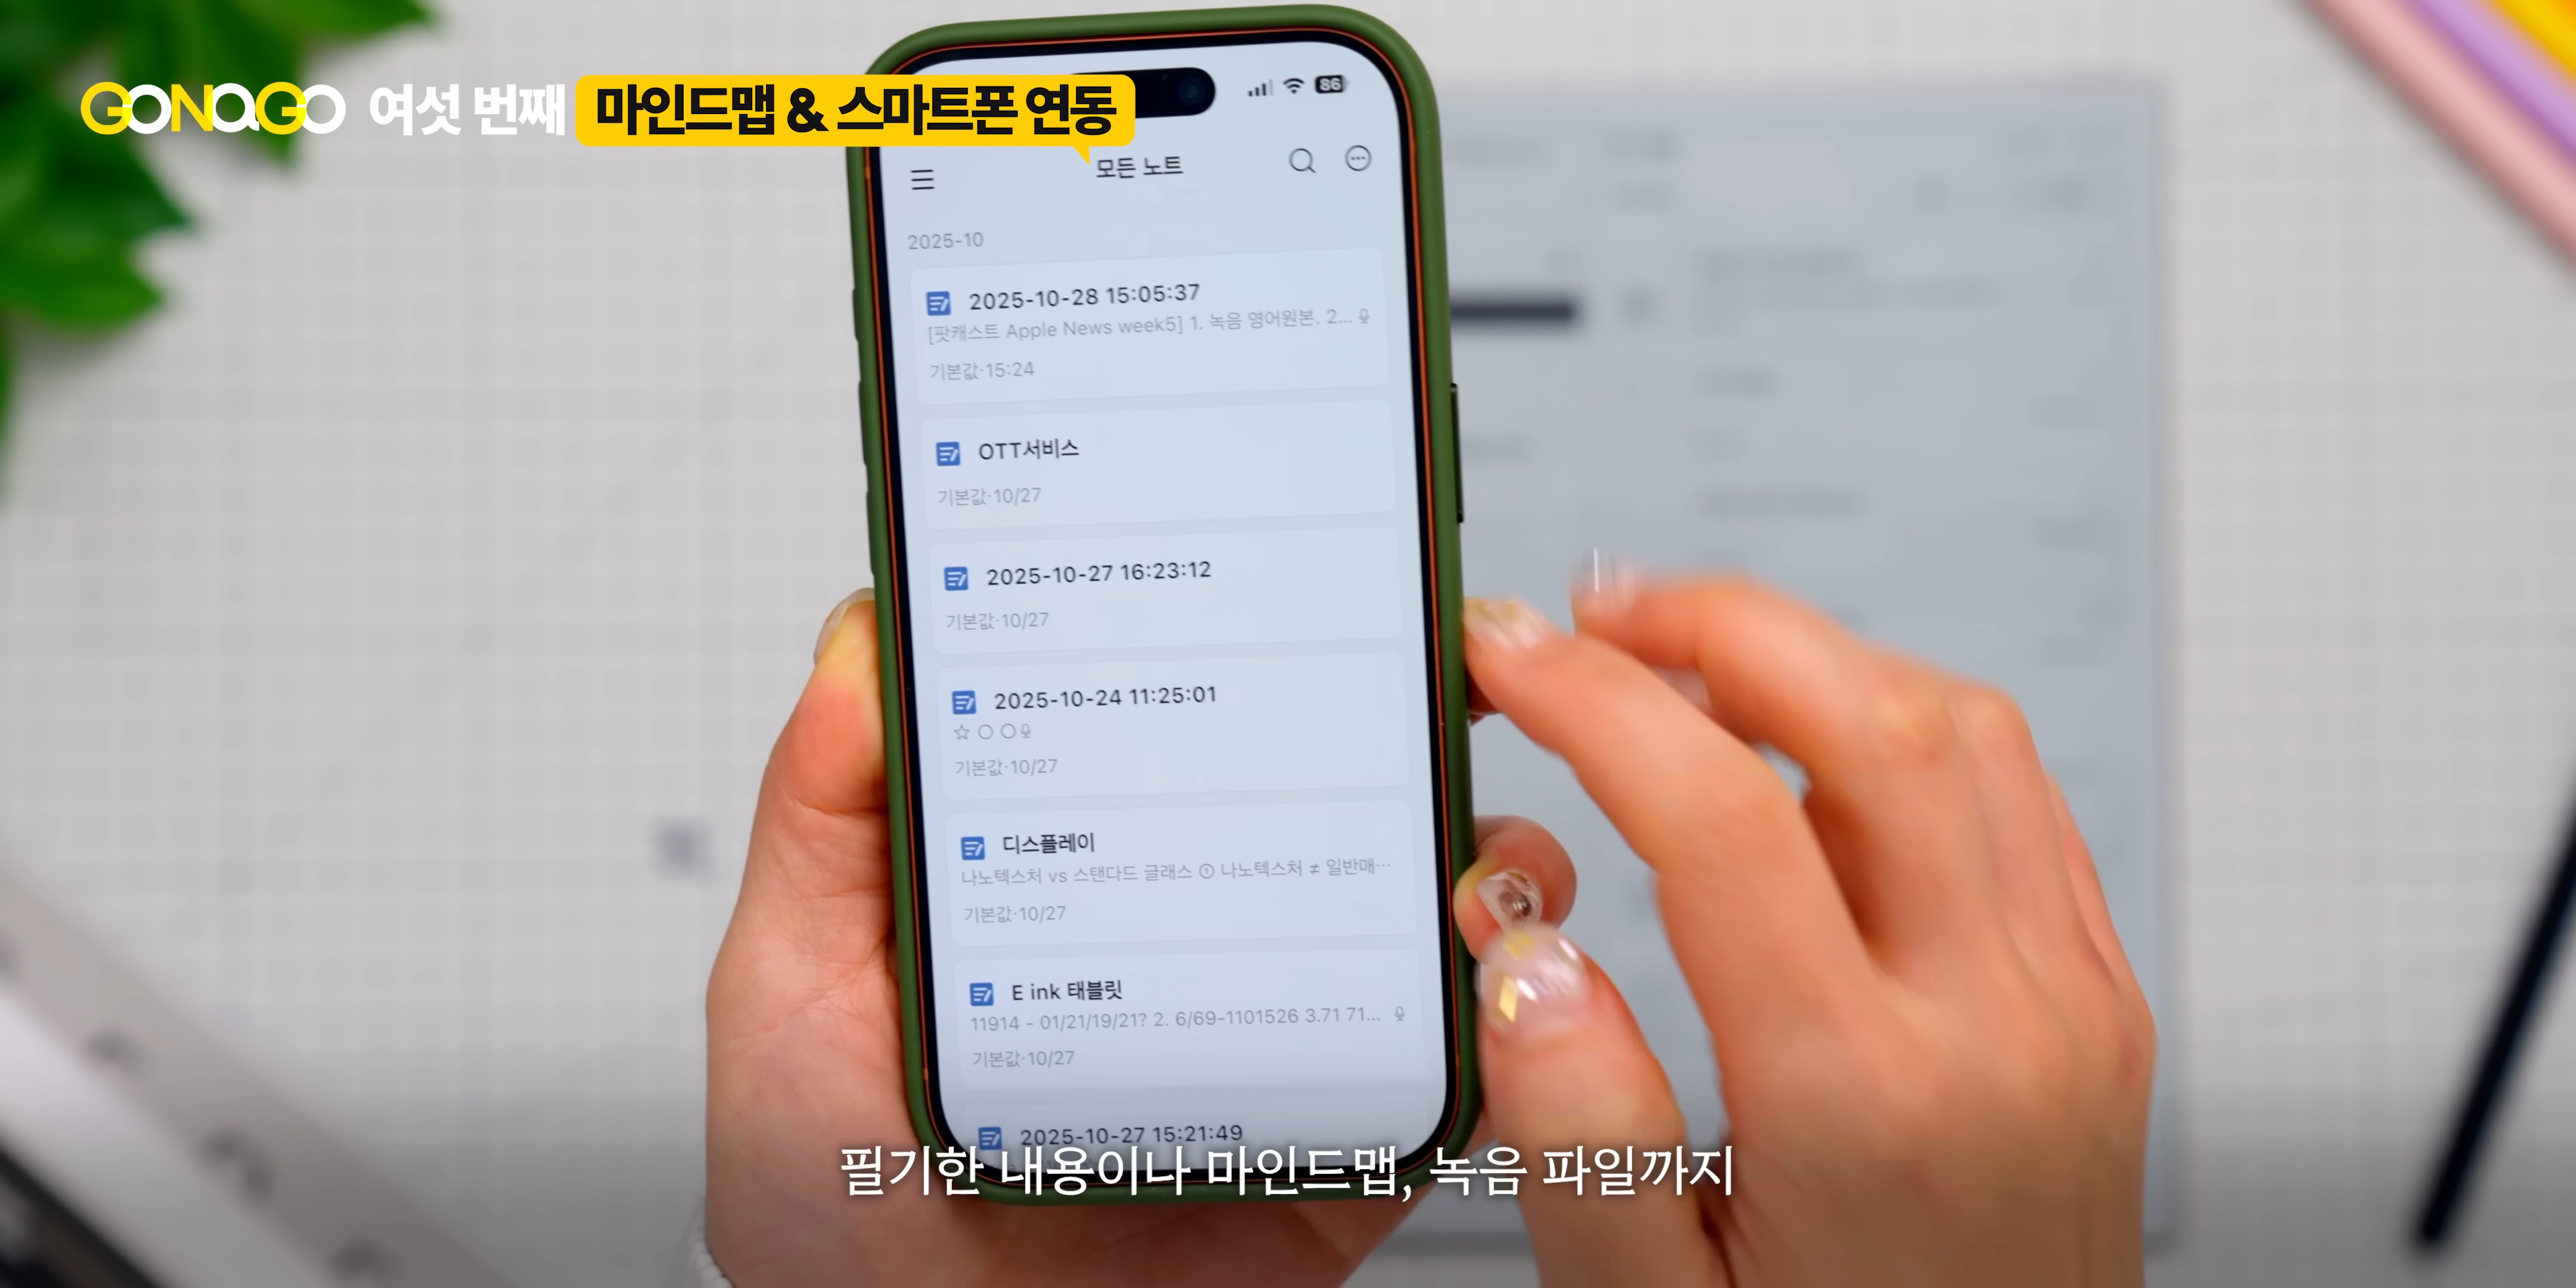 GONaGO 여섯 번째 마인드맵 & 스마트폰 연동
86
모든 노트
2025-10
2025-10-28 15:05:37
[팟캐스트 Apple News week5] 1. 녹음 영어원본. 2...
기본값·15:24
OTT서비스
기본값·10/27
2025-10-27 16:23:12
기본값·10/27
2025-10-24 11:25:01
☆ ○ ○
기본값·10/27
디스플레이
나노텍스처 vs 스탠다드 글래스 ① 나노텍스처 ≠ 일반매…
기본값·10/27
E ink 태블릿
11914 - 01/21/19/21? 2. 6/69-1101526 3.71 71...
기본값·10/27
2025-10-27 15:21:49
필기한 내용이나 마인드맵, 녹음 파일까지